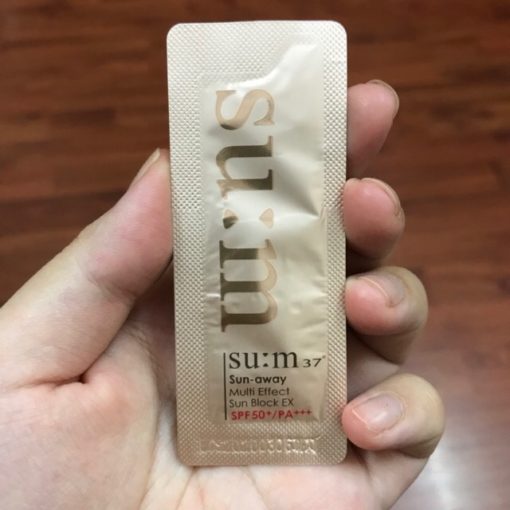 su:m
su:m37°
Sun-away
Multi Effect
Sun Block EX
SPF50+/PA+++